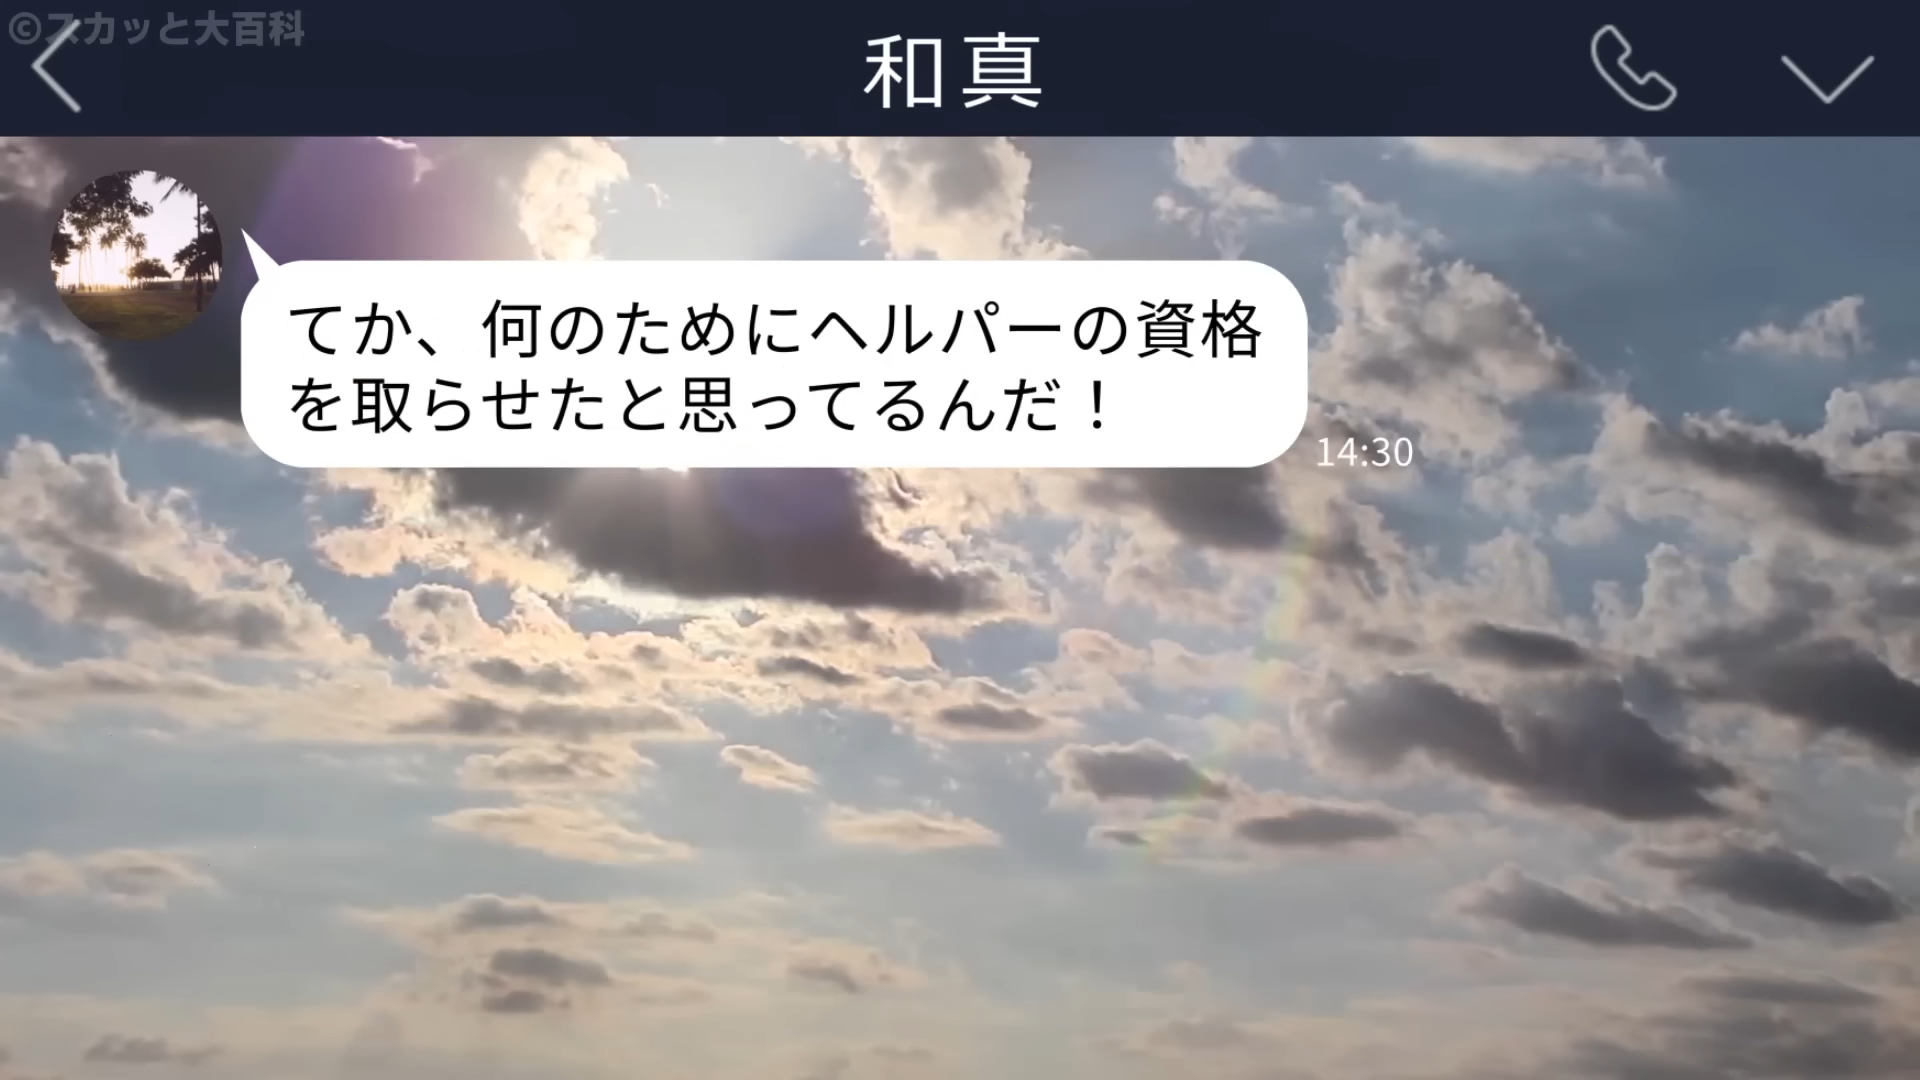 ©スカッと大百科
和真
てか、何のためにヘルパーの資格
を取らせたと思ってるんだ！
14:30